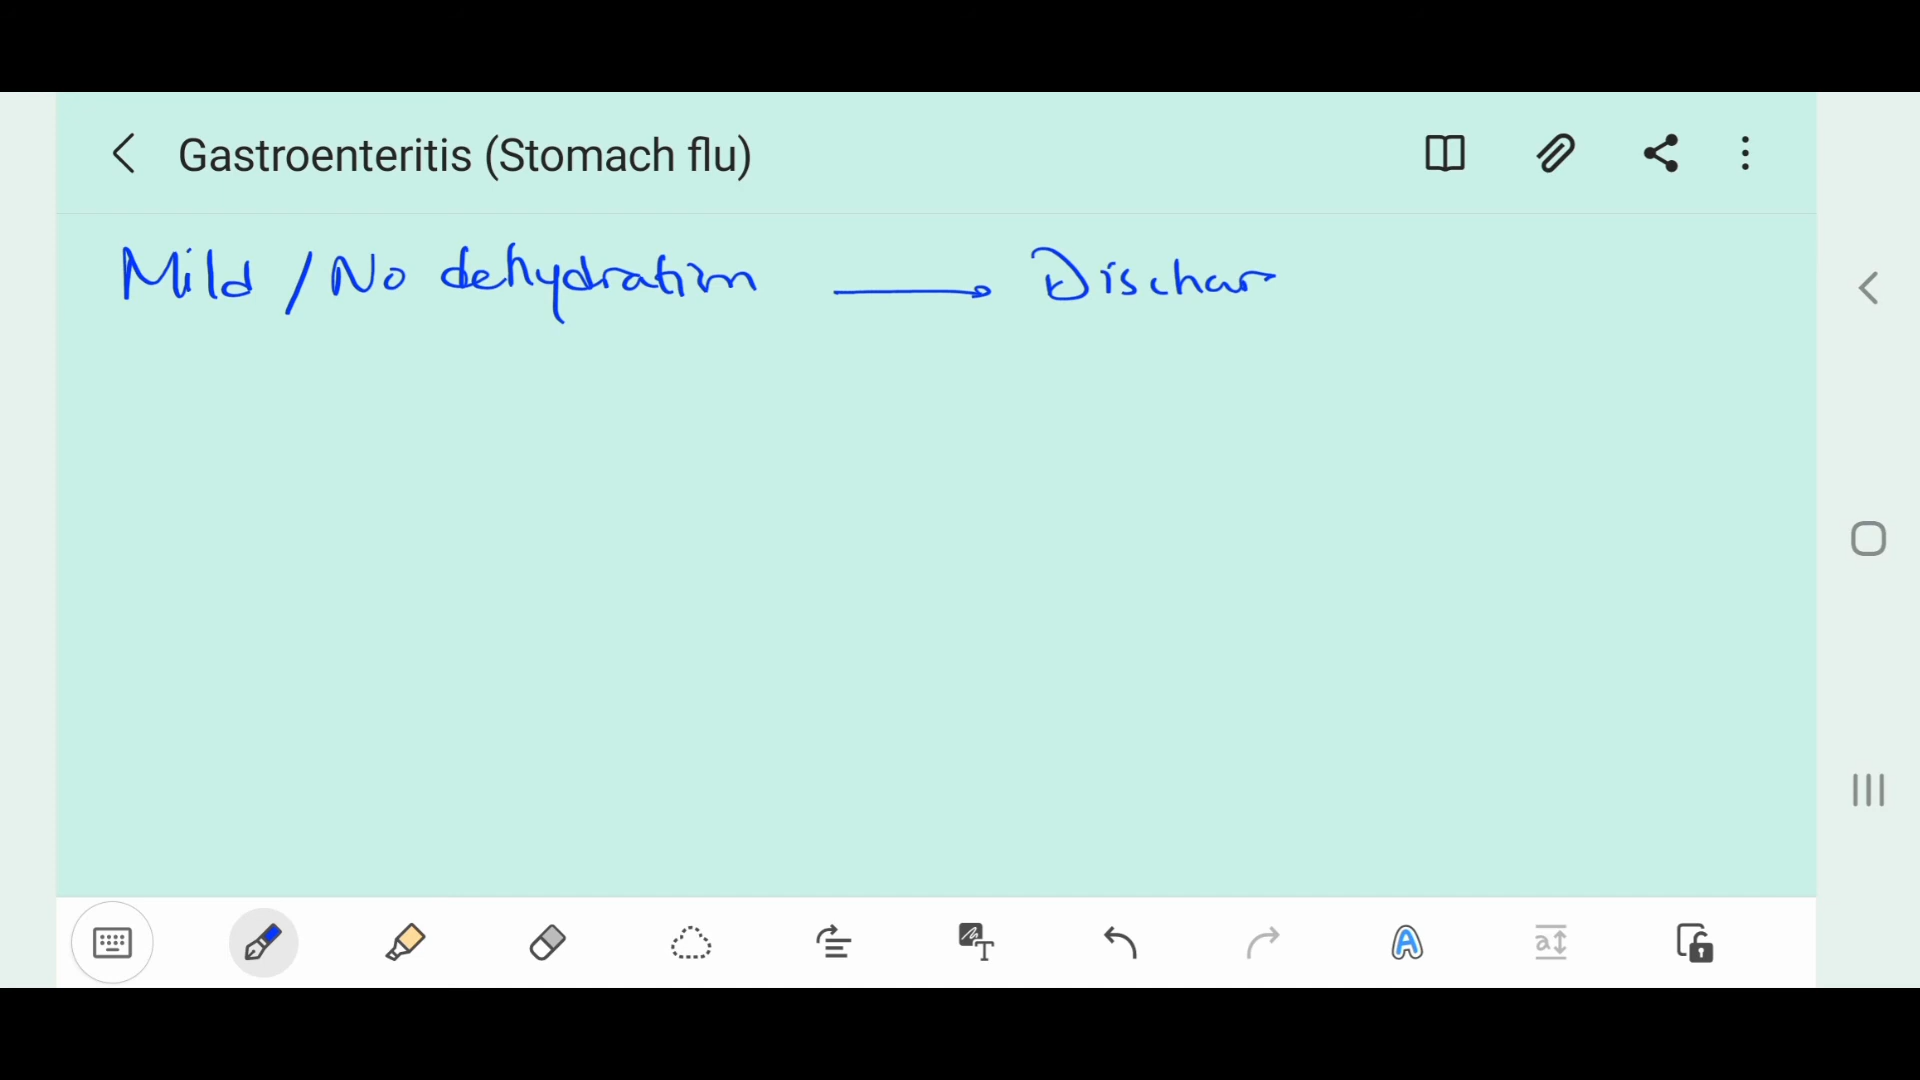 Gastroenteritis (Stomach flu)
Mild / No dehydration → Dischar